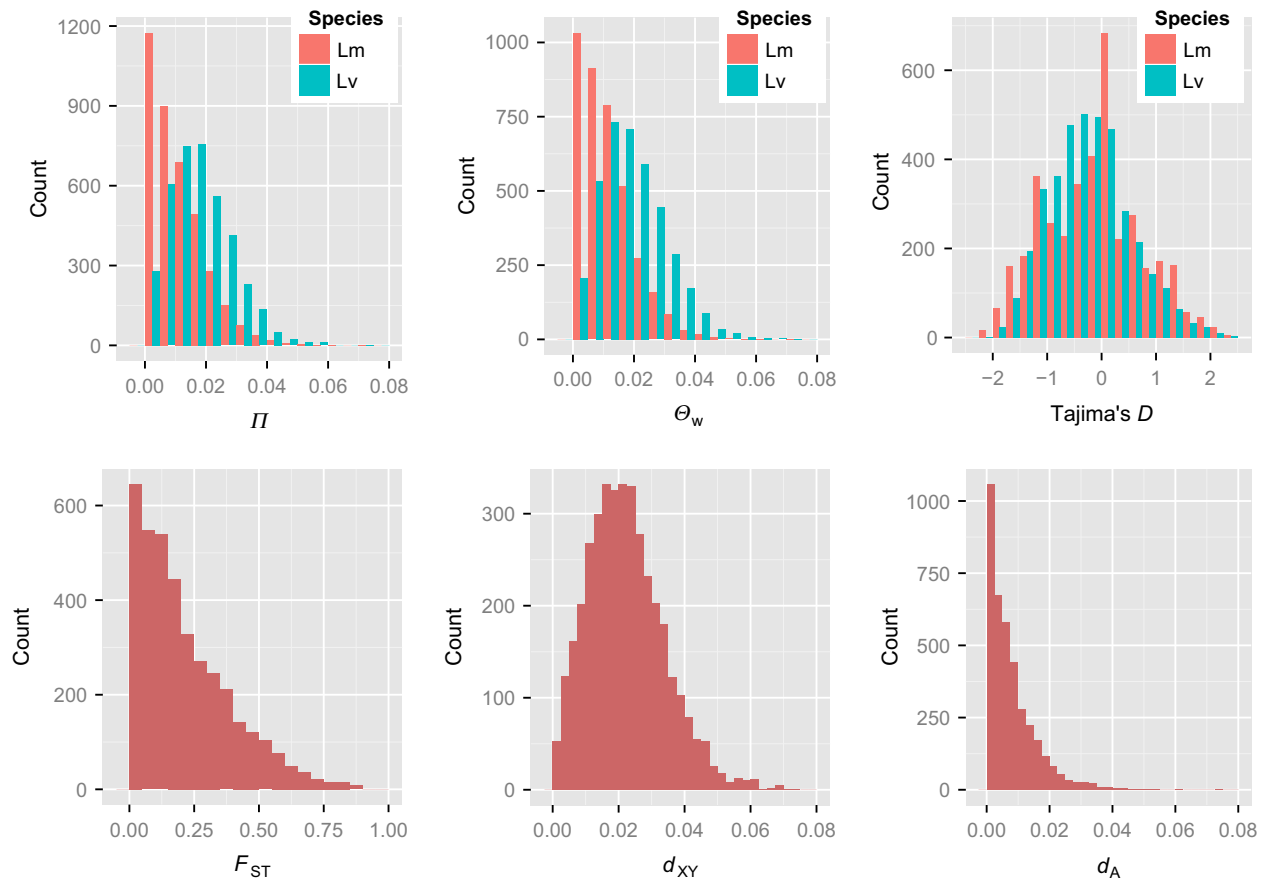 Species
Lm
Lv
1200
900
600
300
0
Count
0.00 0.02 0.04 0.06 0.08
Π
Species
Lm
Lv
1000
750
500
250
0
Count
0.00 0.02 0.04 0.06 0.08
Θw
Species
Lm
Lv
600
400
200
0
Count
−2 −1 0 1 2
Tajima's D
600
400
200
0
Count
0.00 0.25 0.50 0.75 1.00
FST
300
200
100
0
Count
0.00 0.02 0.04 0.06 0.08
dXY
1000
750
500
250
0
Count
0.00 0.02 0.04 0.06 0.08
dA